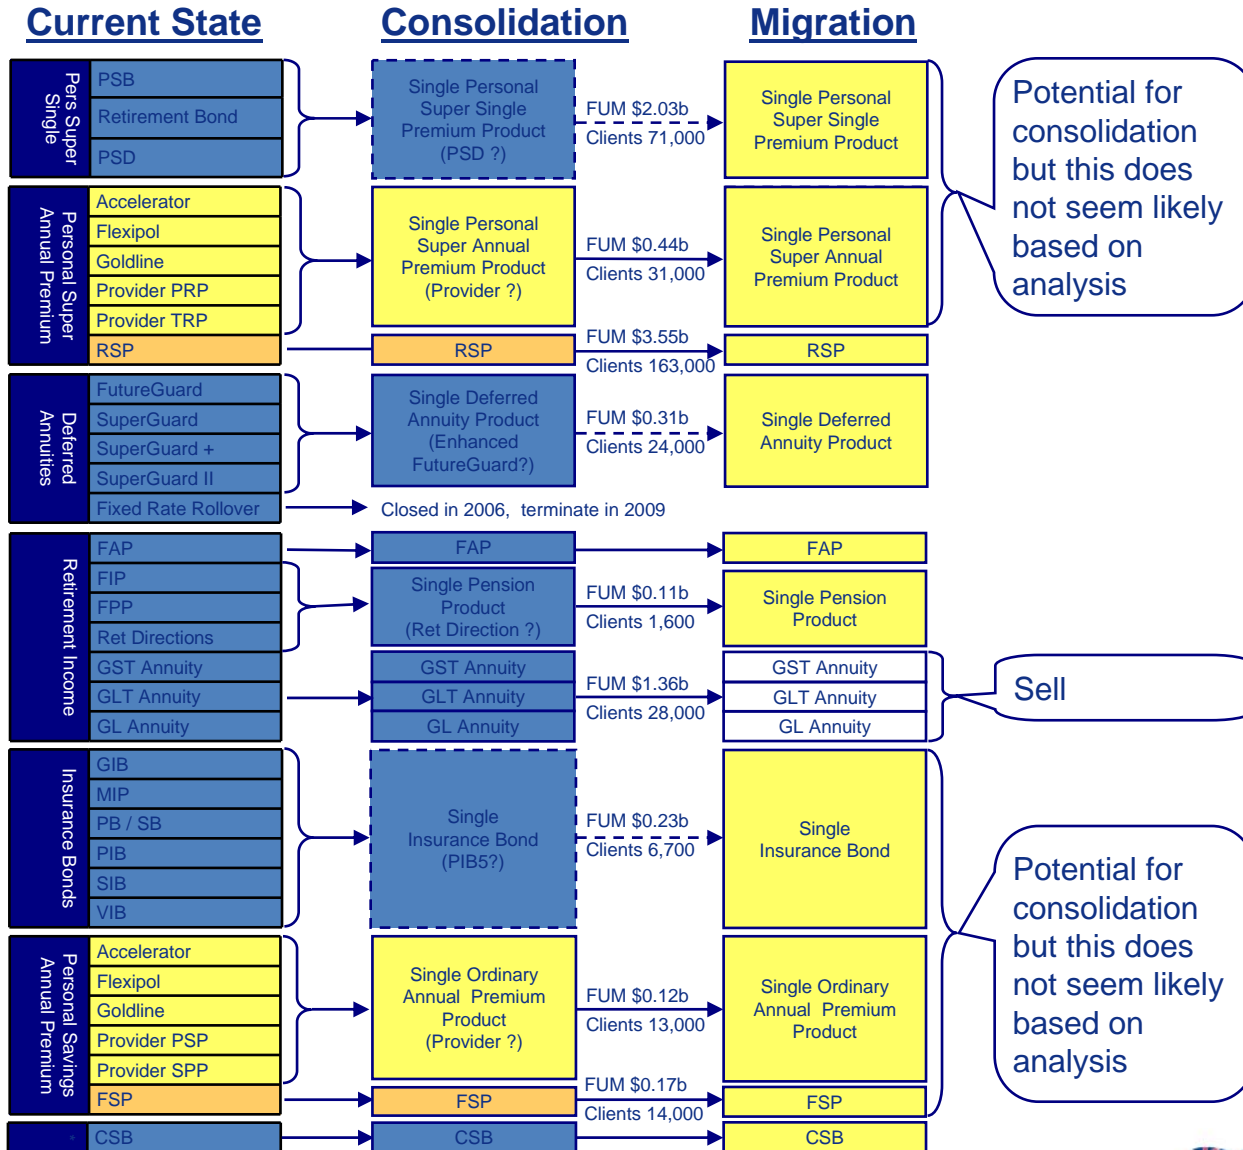 Current State
Consolidation
Migration
Pers Super
Single
PSB
Retirement Bond
PSD
Single Personal
Super Single
Premium Product
(PSD ?)
FUM $2.03b
Clients 71,000
Single Personal
Super Single
Premium Product
Potential for
consolidation
but this does
not seem likely
based on
analysis
Personal Super
Annual Premium
Accelerator
Flexipol
Goldline
Provider PRP
Provider TRP
RSP
Single Personal
Super Annual
Premium Product
(Provider ?)
FUM $0.44b
Clients 31,000
Single Personal
Super Annual
Premium Product
RSP
FUM $3.55b
Clients 163,000
RSP
Deferred
Annuities
FutureGuard
SuperGuard
SuperGuard +
SuperGuard II
Fixed Rate Rollover
Single Deferred
Annuity Product
(Enhanced
FutureGuard?)
FUM $0.31b
Clients 24,000
Single Deferred
Annuity Product
Closed in 2006, terminate in 2009
Retirement Income
FAP
FIP
FPP
Ret Directions
GST Annuity
GLT Annuity
GL Annuity
FAP
FAP
Single Pension
Product
(Ret Direction ?)
FUM $0.11b
Clients 1,600
Single Pension
Product
GST Annuity
GLT Annuity
GL Annuity
FUM $1.36b
Clients 28,000
GST Annuity
GLT Annuity
GL Annuity
Sell
Insurance Bonds
GIB
MIP
PB / SB
PIB
SIB
VIB
Single
Insurance Bond
(PIB5?)
FUM $0.23b
Clients 6,700
Single
Insurance Bond
Potential for
consolidation
but this does
not seem likely
based on
analysis
Personal Savings
Annual Premium
Accelerator
Flexipol
Goldline
Provider PSP
Provider SPP
FSP
Single Ordinary
Annual Premium
Product
(Provider ?)
FUM $0.12b
Clients 13,000
Single Ordinary
Annual Premium
Product
FSP
FUM $0.17b
Clients 14,000
FSP
CSB
CSB
CSB